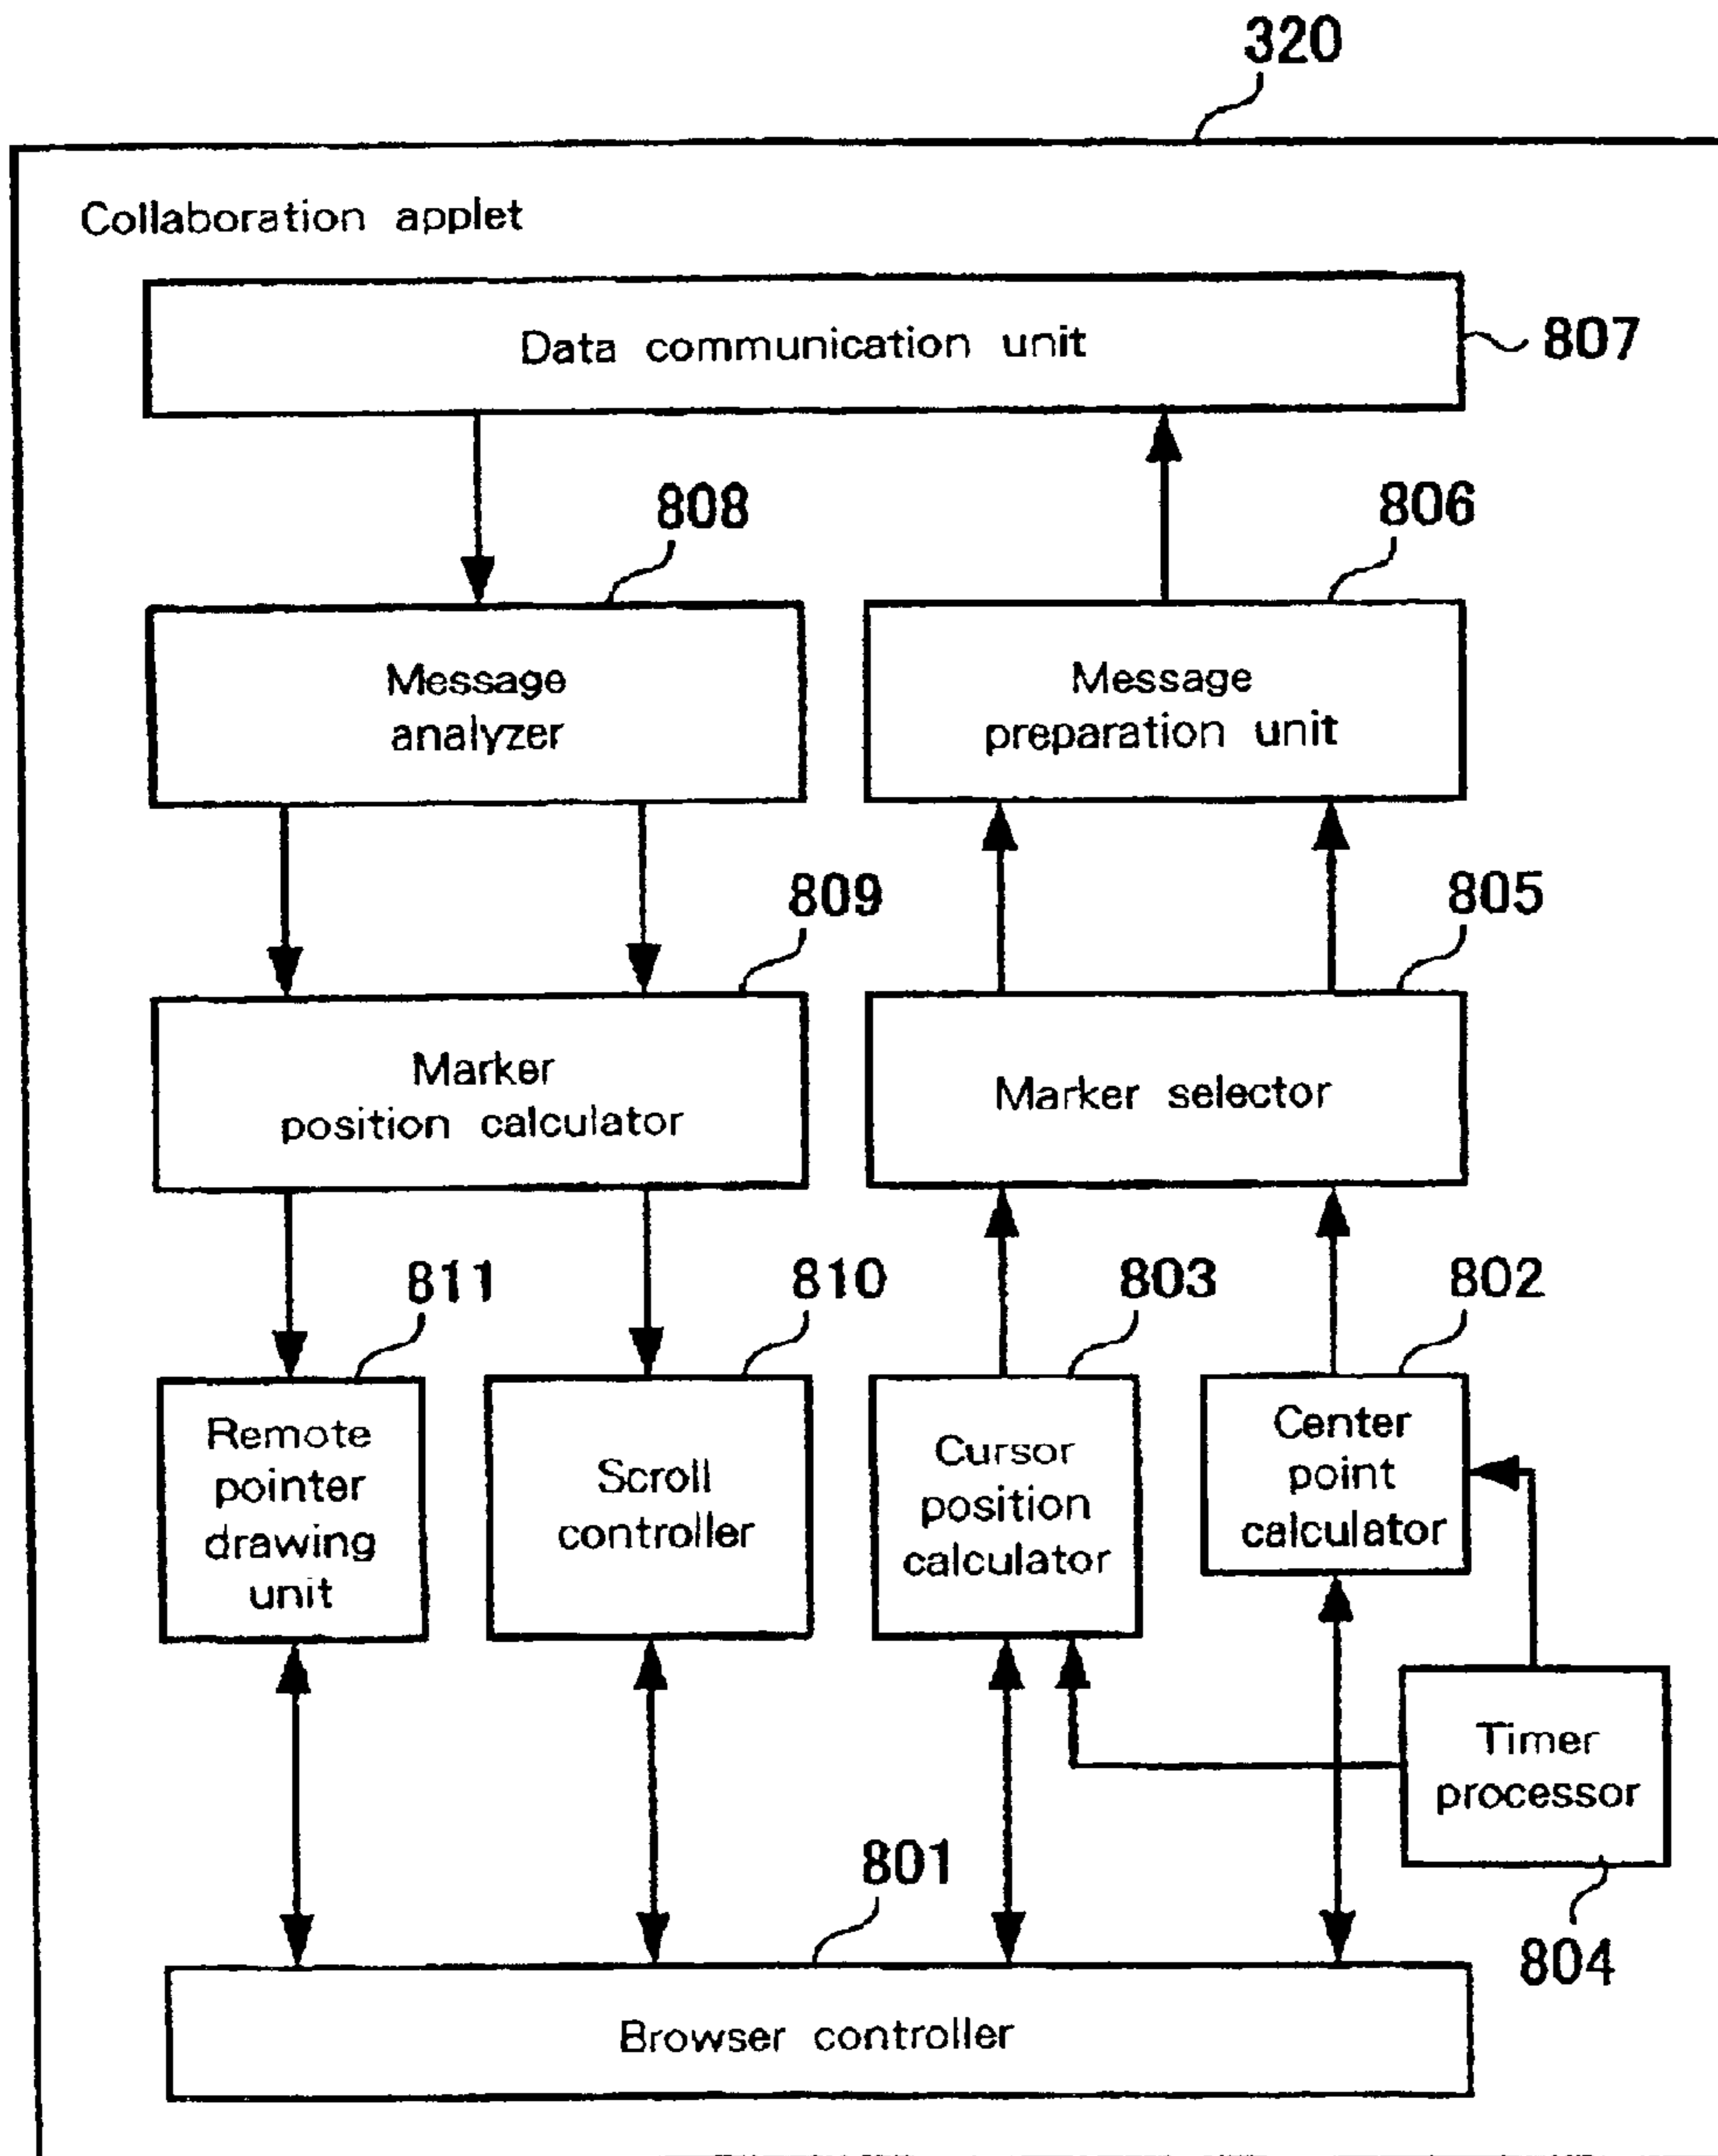 320
Collaboration applet
Data communication unit
807
808
806
Message
analyzer
Message
preparation unit
809
805
Marker
position calculator
Marker selector
811
810
803
802
Remote
pointer
drawing
unit
Scroll
controller
Cursor
position
calculator
Center
point
calculator
Timer
processor
801
804
Browser controller